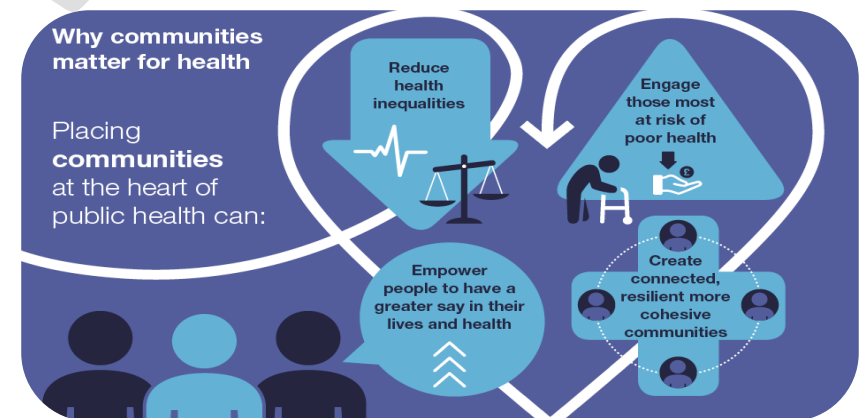 Why communities
matter for health
Placing
communities
at the heart of
public health can:
Reduce
health
inequalities
Engage
those most
at risk of
poor health
£
Empower
people to have a
greater say in their
lives and health
Create
connected,
resilient more
cohesive
communities